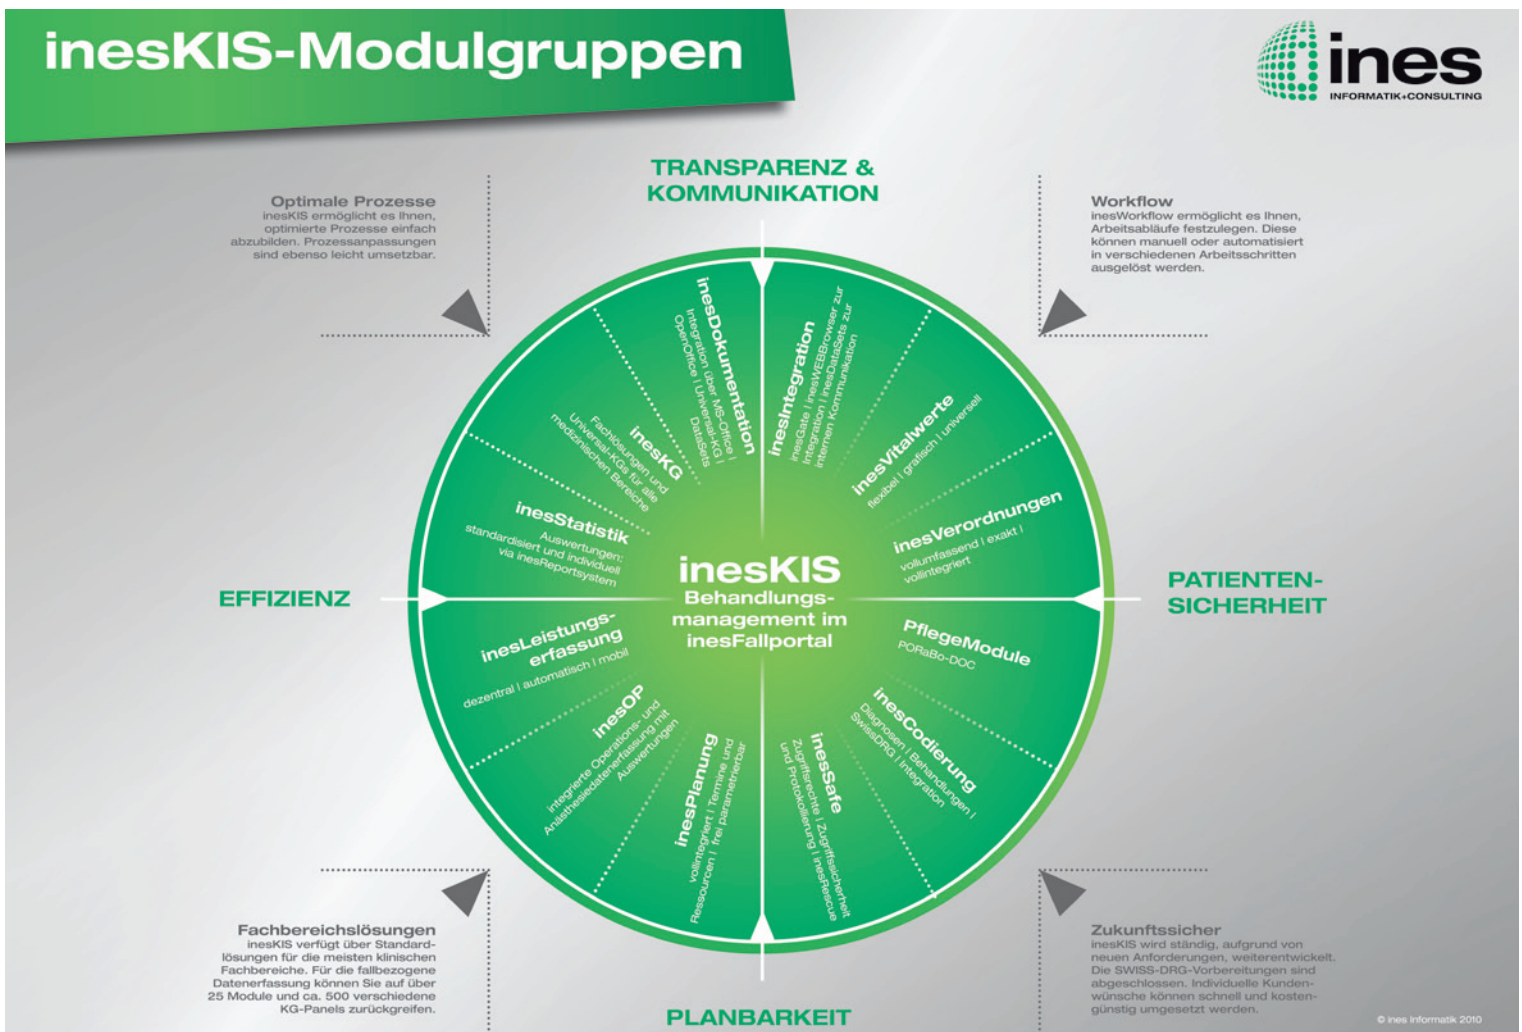 inesKIS-Modulgruppen
ines
INFORMATIK+CONSULTING
TRANSPARENZ &
KOMMUNIKATION
Optimale Prozesse
inesKIS ermöglicht es Ihnen,
optimierte Prozesse einfach
abzubilden. Prozessanpassungen
sind ebenso leicht umsetzbar.
Workflow
inesWorkflow ermöglicht es Ihnen,
Arbeitsabläufe festzulegen. Diese
können manuell oder automatisiert
in verschiedenen Arbeitsschritten
ausgelöst werden.
inesIntegration
inesGate | inesWEBBrowser zur
Integration | inesDataSets zur
internen Kommunikation
inesVitalwerte
flexibel | grafisch | universell
inesVerordnungen
vollumfassend | exakt |
vollintegriert
PflegeModule
PORaBo-DOC
inesCodierung
Diagnosen | Behandlungen |
SwissDRG | Integration
inesSafe
Zugriffsrechte | Zugriffssicherheit
und Protokollierung | inesRescue
inesPlanung
vollintegriert | Termine und
Ressourcen | frei parametrierbar
inesOP
integrierte Operations- und
Anästhesiedatenerfassung mit
Auswertungen
inesLeistungs-
erfassung
dezentral | automatisch | mobil
inesStatistik
Auswertungen:
standardisiert und individuell
via inesReportsystem
inesKG
Fachlösungen und
Universal-KGs für alle
medizinischen Bereiche
inesDokumentation
Integration über MS-Office |
OpenOffice | Universal-KG |
DataSets
inesKIS
Behandlungs-
management im
inesFallportal
EFFIZIENZ
PATIENTEN-
SICHERHEIT
Fachbereichslösungen
inesKIS verfügt über Standard-
lösungen für die meisten klinischen
Fachbereiche. Für die fallbezogene
Datenerfassung können Sie auf über
25 Module und ca. 500 verschiedene
KG-Panels zurückgreifen.
Zukunftssicher
inesKIS wird ständig, aufgrund von
neuen Anforderungen, weiterentwickelt.
Die SWISS-DRG-Vorbereitungen sind
abgeschlossen. Individuelle Kunden-
wünsche können schnell und kosten-
günstig umgesetzt werden.
PLANBARKEIT
© ines Informatik 2010